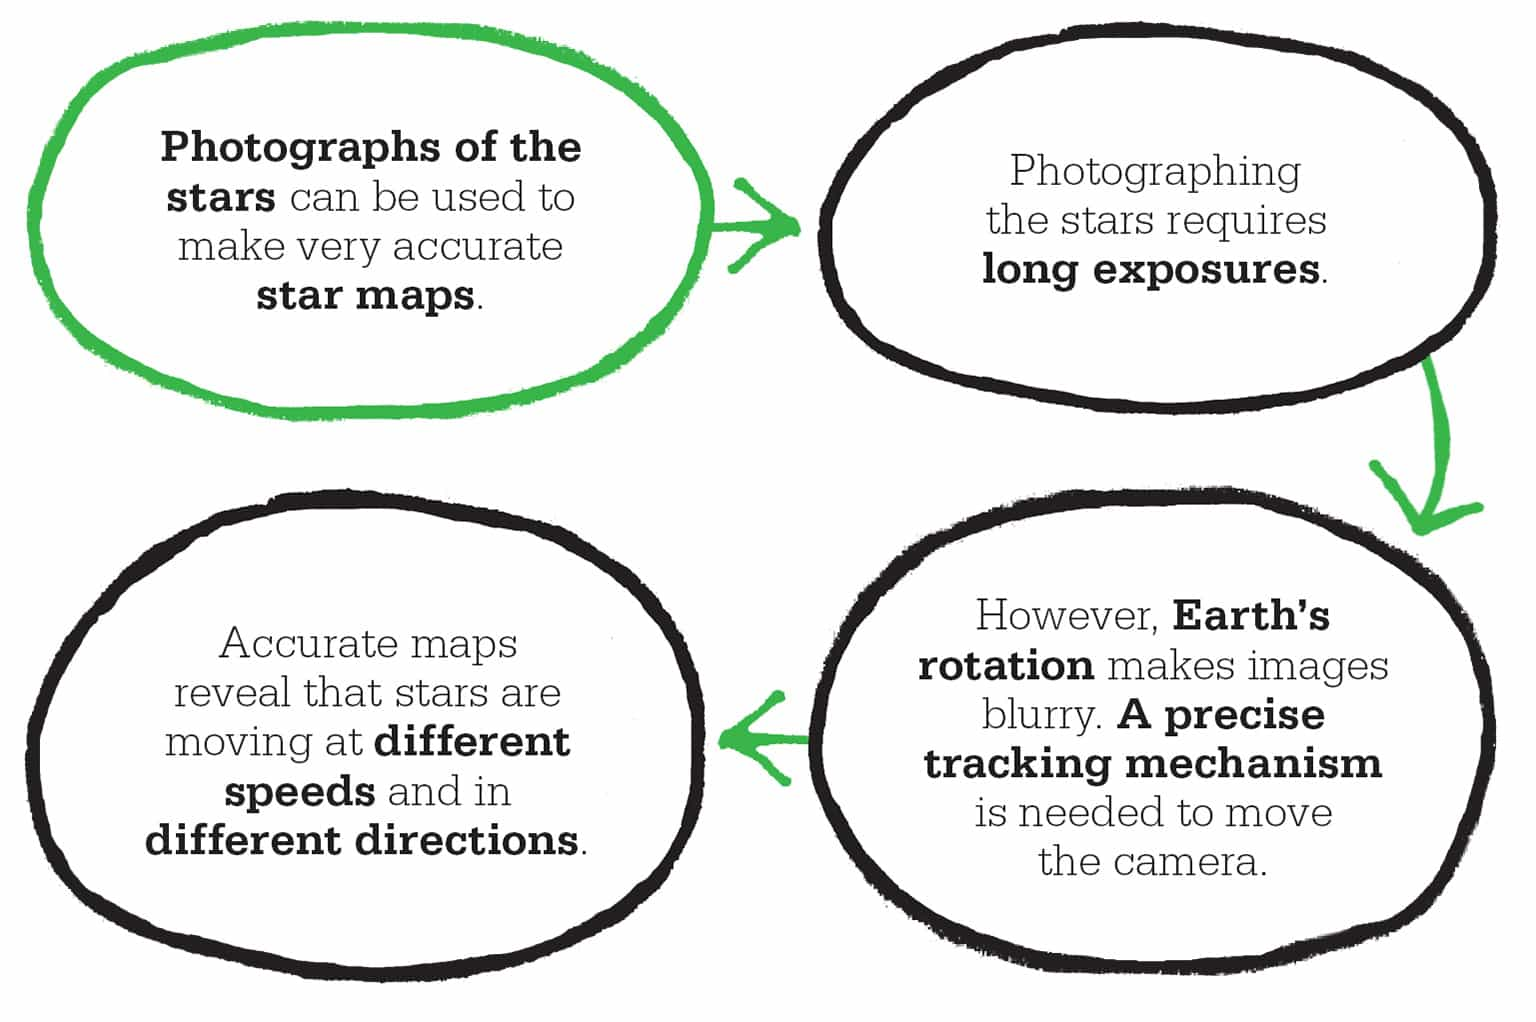 Photographs of the
stars can be used to
make very accurate
star maps.
Photographing
the stars requires
long exposures.
However, Earth’s
rotation makes images
blurry. A precise
tracking mechanism
is needed to move
the camera.
Accurate maps
reveal that stars are
moving at different
speeds and in
different directions.